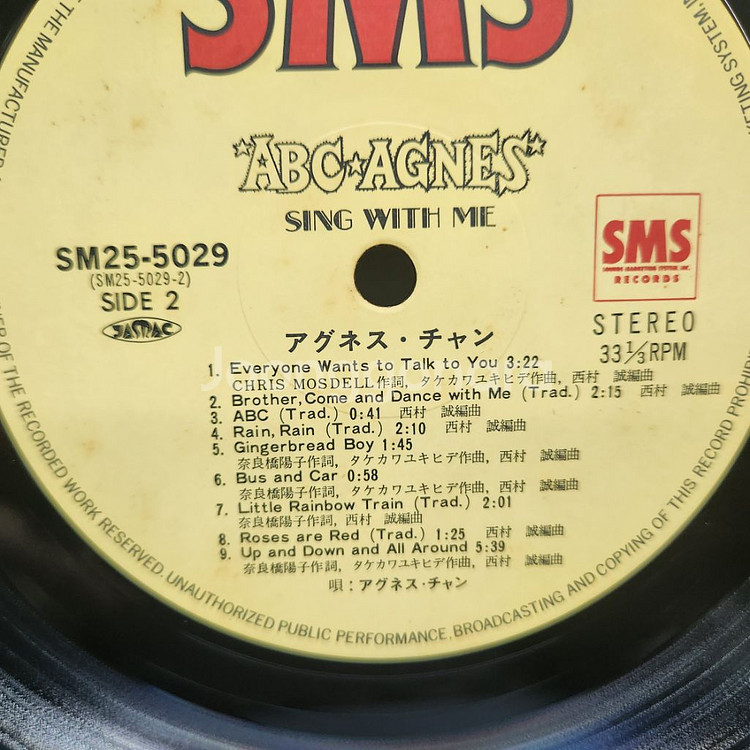 SMS
ABC★AGNES
SING WITH ME
SM25-5029
(SM25-5029-2)
SIDE 2
JASRAC
SMS
SOUNDS MARKETING SYSTEM, INC.
RECORDS
STEREO
33 1/3 RPM
アグネス・チャン
1. Everyone Wants to Talk to You 3:22
CHRIS MOSDELL作詞, タケカワユキヒデ作曲, 西村 誠編曲
2. Brother, Come and Dance with Me (Trad.) 2:15 西村 誠編曲
3. ABC (Trad.) 0:41 西村 誠編曲
4. Rain, Rain (Trad.) 2:10 西村 誠編曲
5. Gingerbread Boy 1:45
奈良橋陽子作詞, タケカワユキヒデ作曲, 西村 誠編曲
6. Bus and Car 0:58
奈良橋陽子作詞, タケカワユキヒデ作曲, 西村 誠編曲
7. Little Rainbow Train (Trad.) 2:01
奈良橋陽子作詞, 西村 誠編曲
8. Roses are Red (Trad.) 1:25 西村 誠編曲
9. Up and Down and All Around 5:39
奈良橋陽子作詞, タケカワユキヒデ作曲, 西村 誠編曲
唄：アグネス・チャン
THE MANUFACTURER
OF THE RECORDED WORK RESERVED. UNAUTHORIZED PUBLIC PERFORMANCE, BROADCASTING AND COPYING OF THIS RECORD PROHIB
SYSTEM,